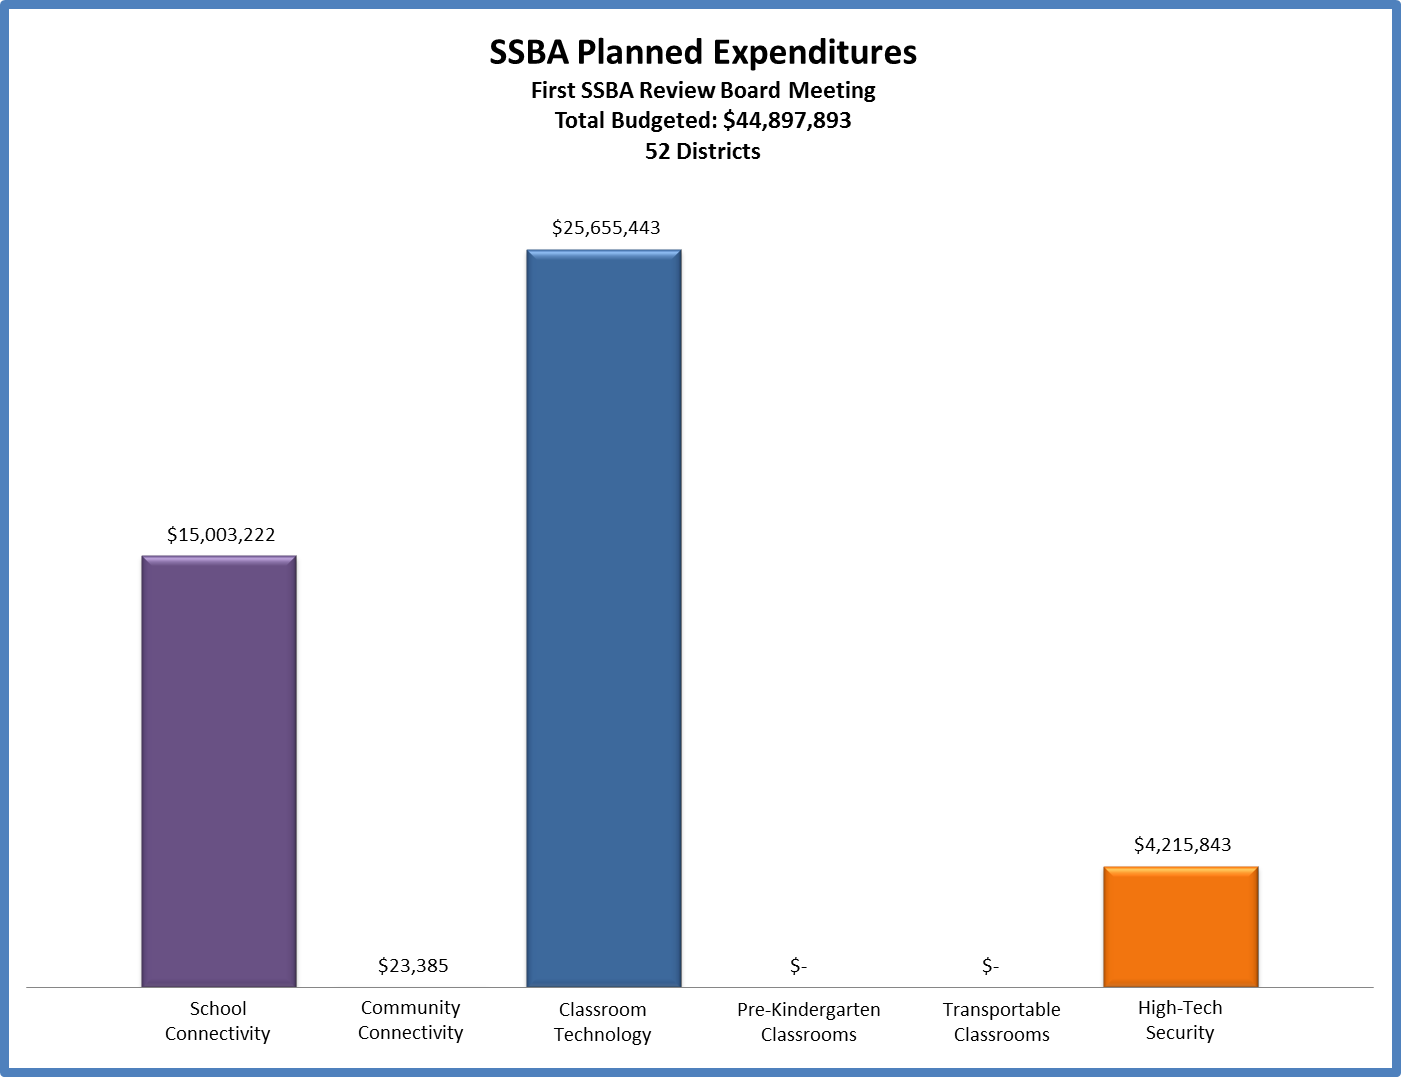 SSBA Planned Expenditures
First SSBA Review Board Meeting
Total Budgeted: $44,897,893
52 Districts
$25,655,443
$15,003,222
$4,215,843
$23,385
$-
$-
School
Connectivity
Community
Connectivity
Classroom
Technology
Pre-Kindergarten
Classrooms
Transportable
Classrooms
High-Tech
Security